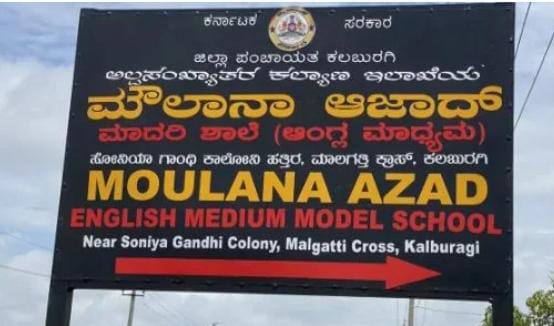 ಕರ್ನಾಟಕ ಸರಕಾರ
ಜಿಲ್ಲಾ ಪಂಚಾಯತ ಕಲಬುರಗಿ
ಅಲ್ಪಸಂಖ್ಯಾತರ ಕಲ್ಯಾಣ ಇಲಾಖೆಯ
ಮೌಲಾನಾ ಆಜಾದ್
ಮಾದರಿ ಶಾಲೆ (ಆಂಗ್ಲ ಮಾಧ್ಯಮ)
ಸೋನಿಯಾ ಗಾಂಧಿ ಕಾಲೋನಿ ಹತ್ತಿರ, ಮಾಲಗತ್ತಿ ಕ್ರಾಸ್, ಕಲಬುರಗಿ
MOULANA AZAD
ENGLISH MEDIUM MODEL SCHOOL
Near Soniya Gandhi Colony, Malgatti Cross, Kalburagi